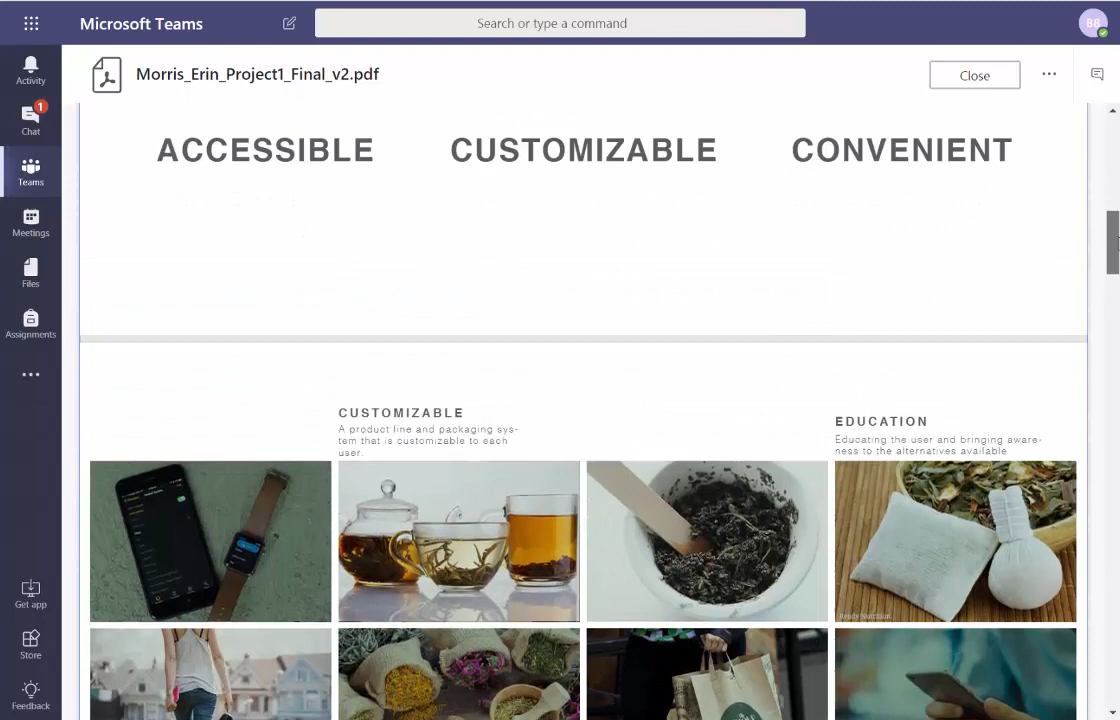 Microsoft Teams
Search or type a command
BB
Activity
1
Chat
Teams
Meetings
Files
Assignments
Get app
Store
Feedback
Morris_Erin_Project1_Final_v2.pdf
Close
ACCESSIBLE CUSTOMIZABLE CONVENIENT
CUSTOMIZABLE
A product line and packaging sys-
tem that is customizable to each
user.
EDUCATION
Educating the user and bringing aware-
ness to the alternatives available
Ready Nutrition